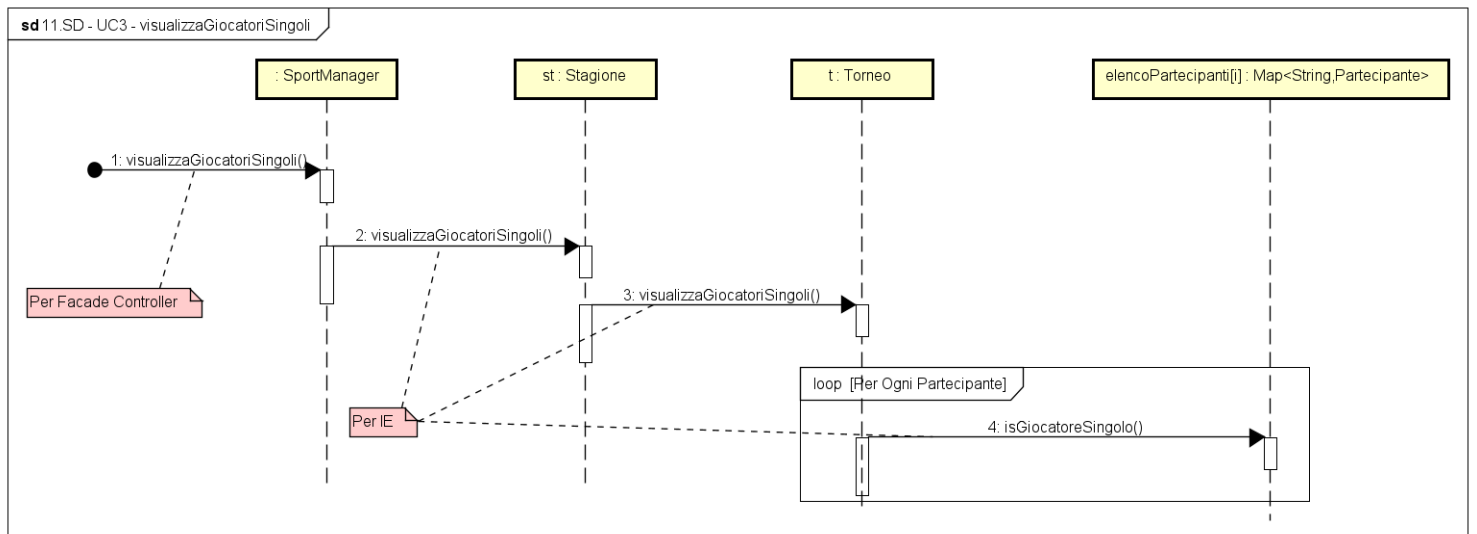 sd 11.SD - UC3 - visualizzaGiocatoriSingoli
: SportManager
st : Stagione
t : Torneo
elencoPartecipanti[i] : Map<String,Partecipante>
1: visualizzaGiocatoriSingoli()
2: visualizzaGiocatoriSingoli()
Per Facade Controller
3: visualizzaGiocatoriSingoli()
loop [Per Ogni Partecipante]
Per IE
4: isGiocatoreSingolo()